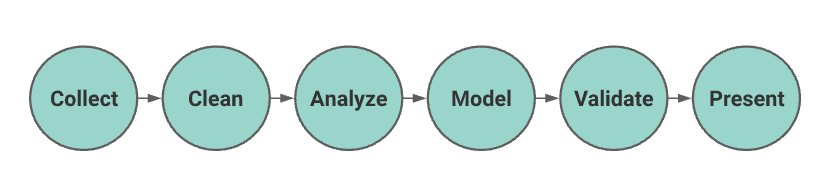 Collect
Clean
Analyze
Model
Validate
Present